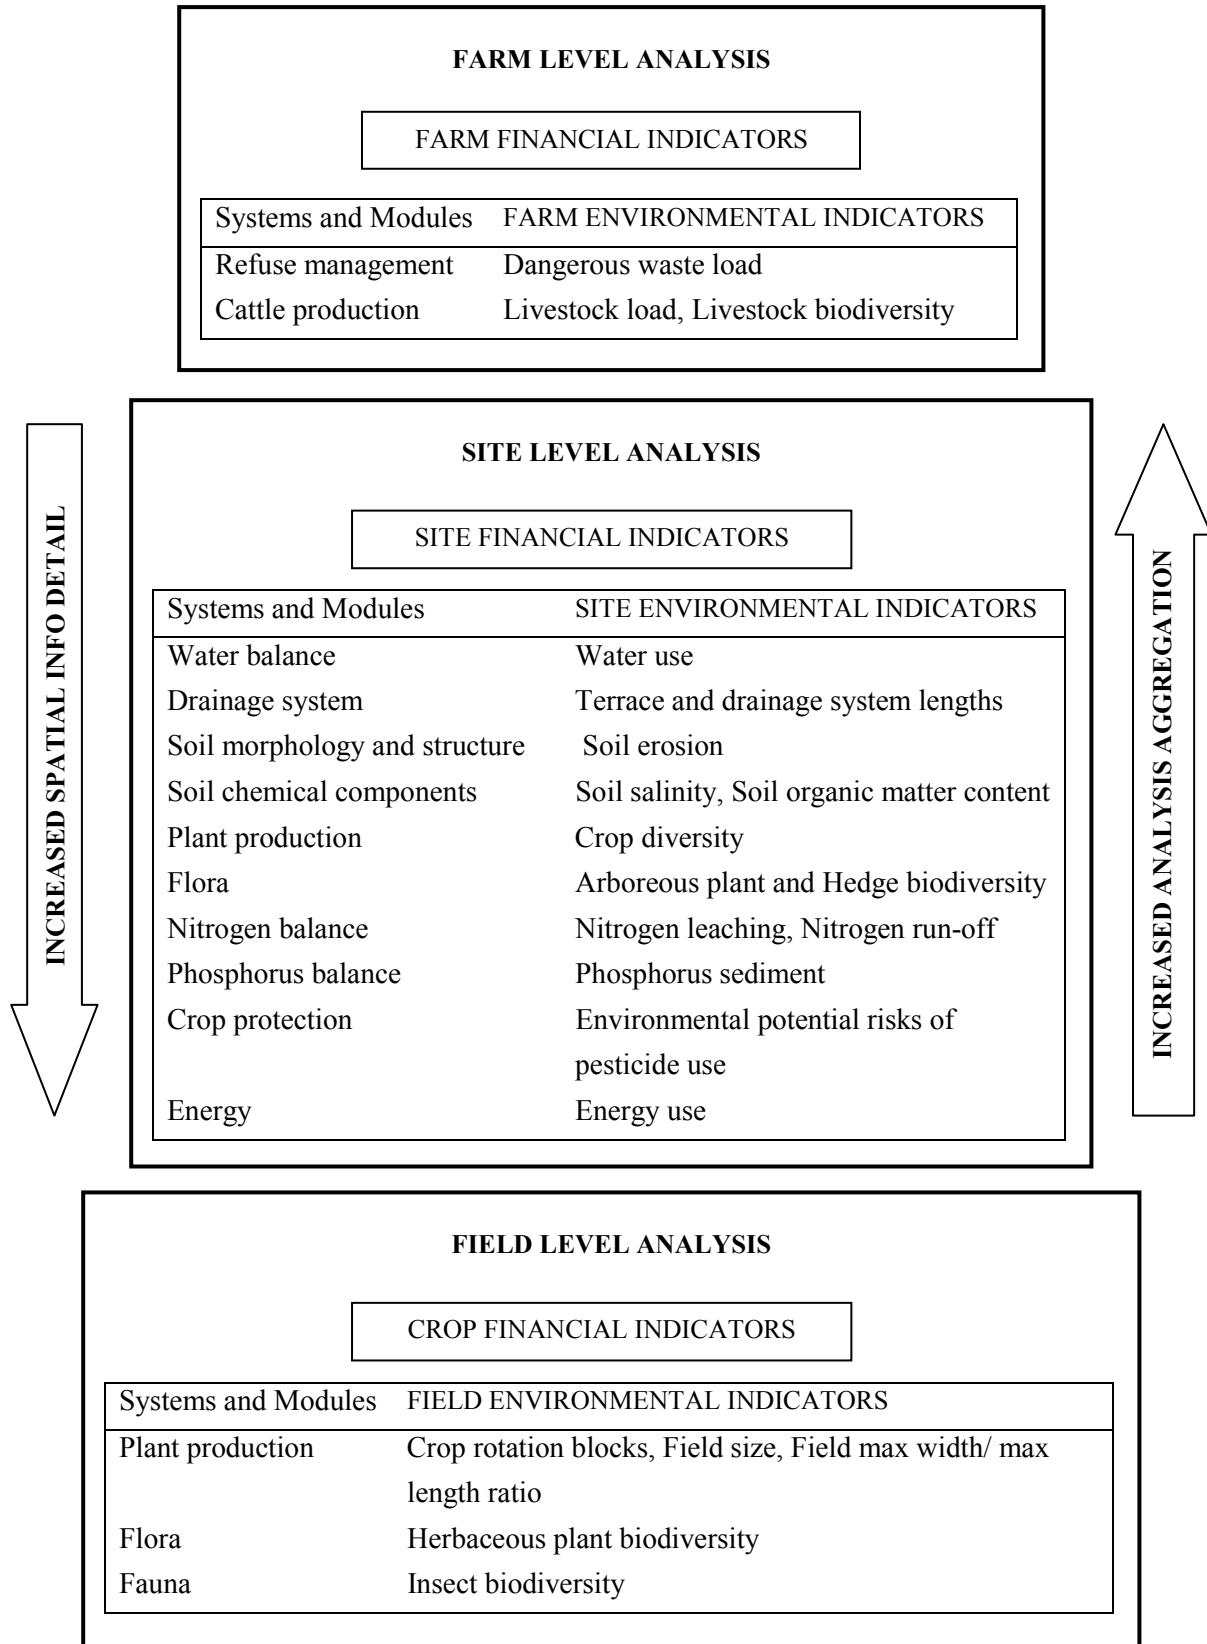 FARM LEVEL ANALYSIS
FARM FINANCIAL INDICATORS
Systems and Modules FARM ENVIRONMENTAL INDICATORS
Refuse management Dangerous waste load
Cattle production Livestock load, Livestock biodiversity
INCREASED SPATIAL INFO DETAIL
SITE LEVEL ANALYSIS
SITE FINANCIAL INDICATORS
Systems and Modules SITE ENVIRONMENTAL INDICATORS
Water balance Water use
Drainage system Terrace and drainage system lengths
Soil morphology and structure Soil erosion
Soil chemical components Soil salinity, Soil organic matter content
Plant production Crop diversity
Flora Arboreous plant and Hedge biodiversity
Nitrogen balance Nitrogen leaching, Nitrogen run-off
Phosphorus balance Phosphorus sediment
Crop protection Environmental potential risks of
pesticide use
Energy Energy use
INCREASED ANALYSIS AGGREGATION
FIELD LEVEL ANALYSIS
CROP FINANCIAL INDICATORS
Systems and Modules FIELD ENVIRONMENTAL INDICATORS
Plant production Crop rotation blocks, Field size, Field max width/ max
length ratio
Flora Herbaceous plant biodiversity
Fauna Insect biodiversity